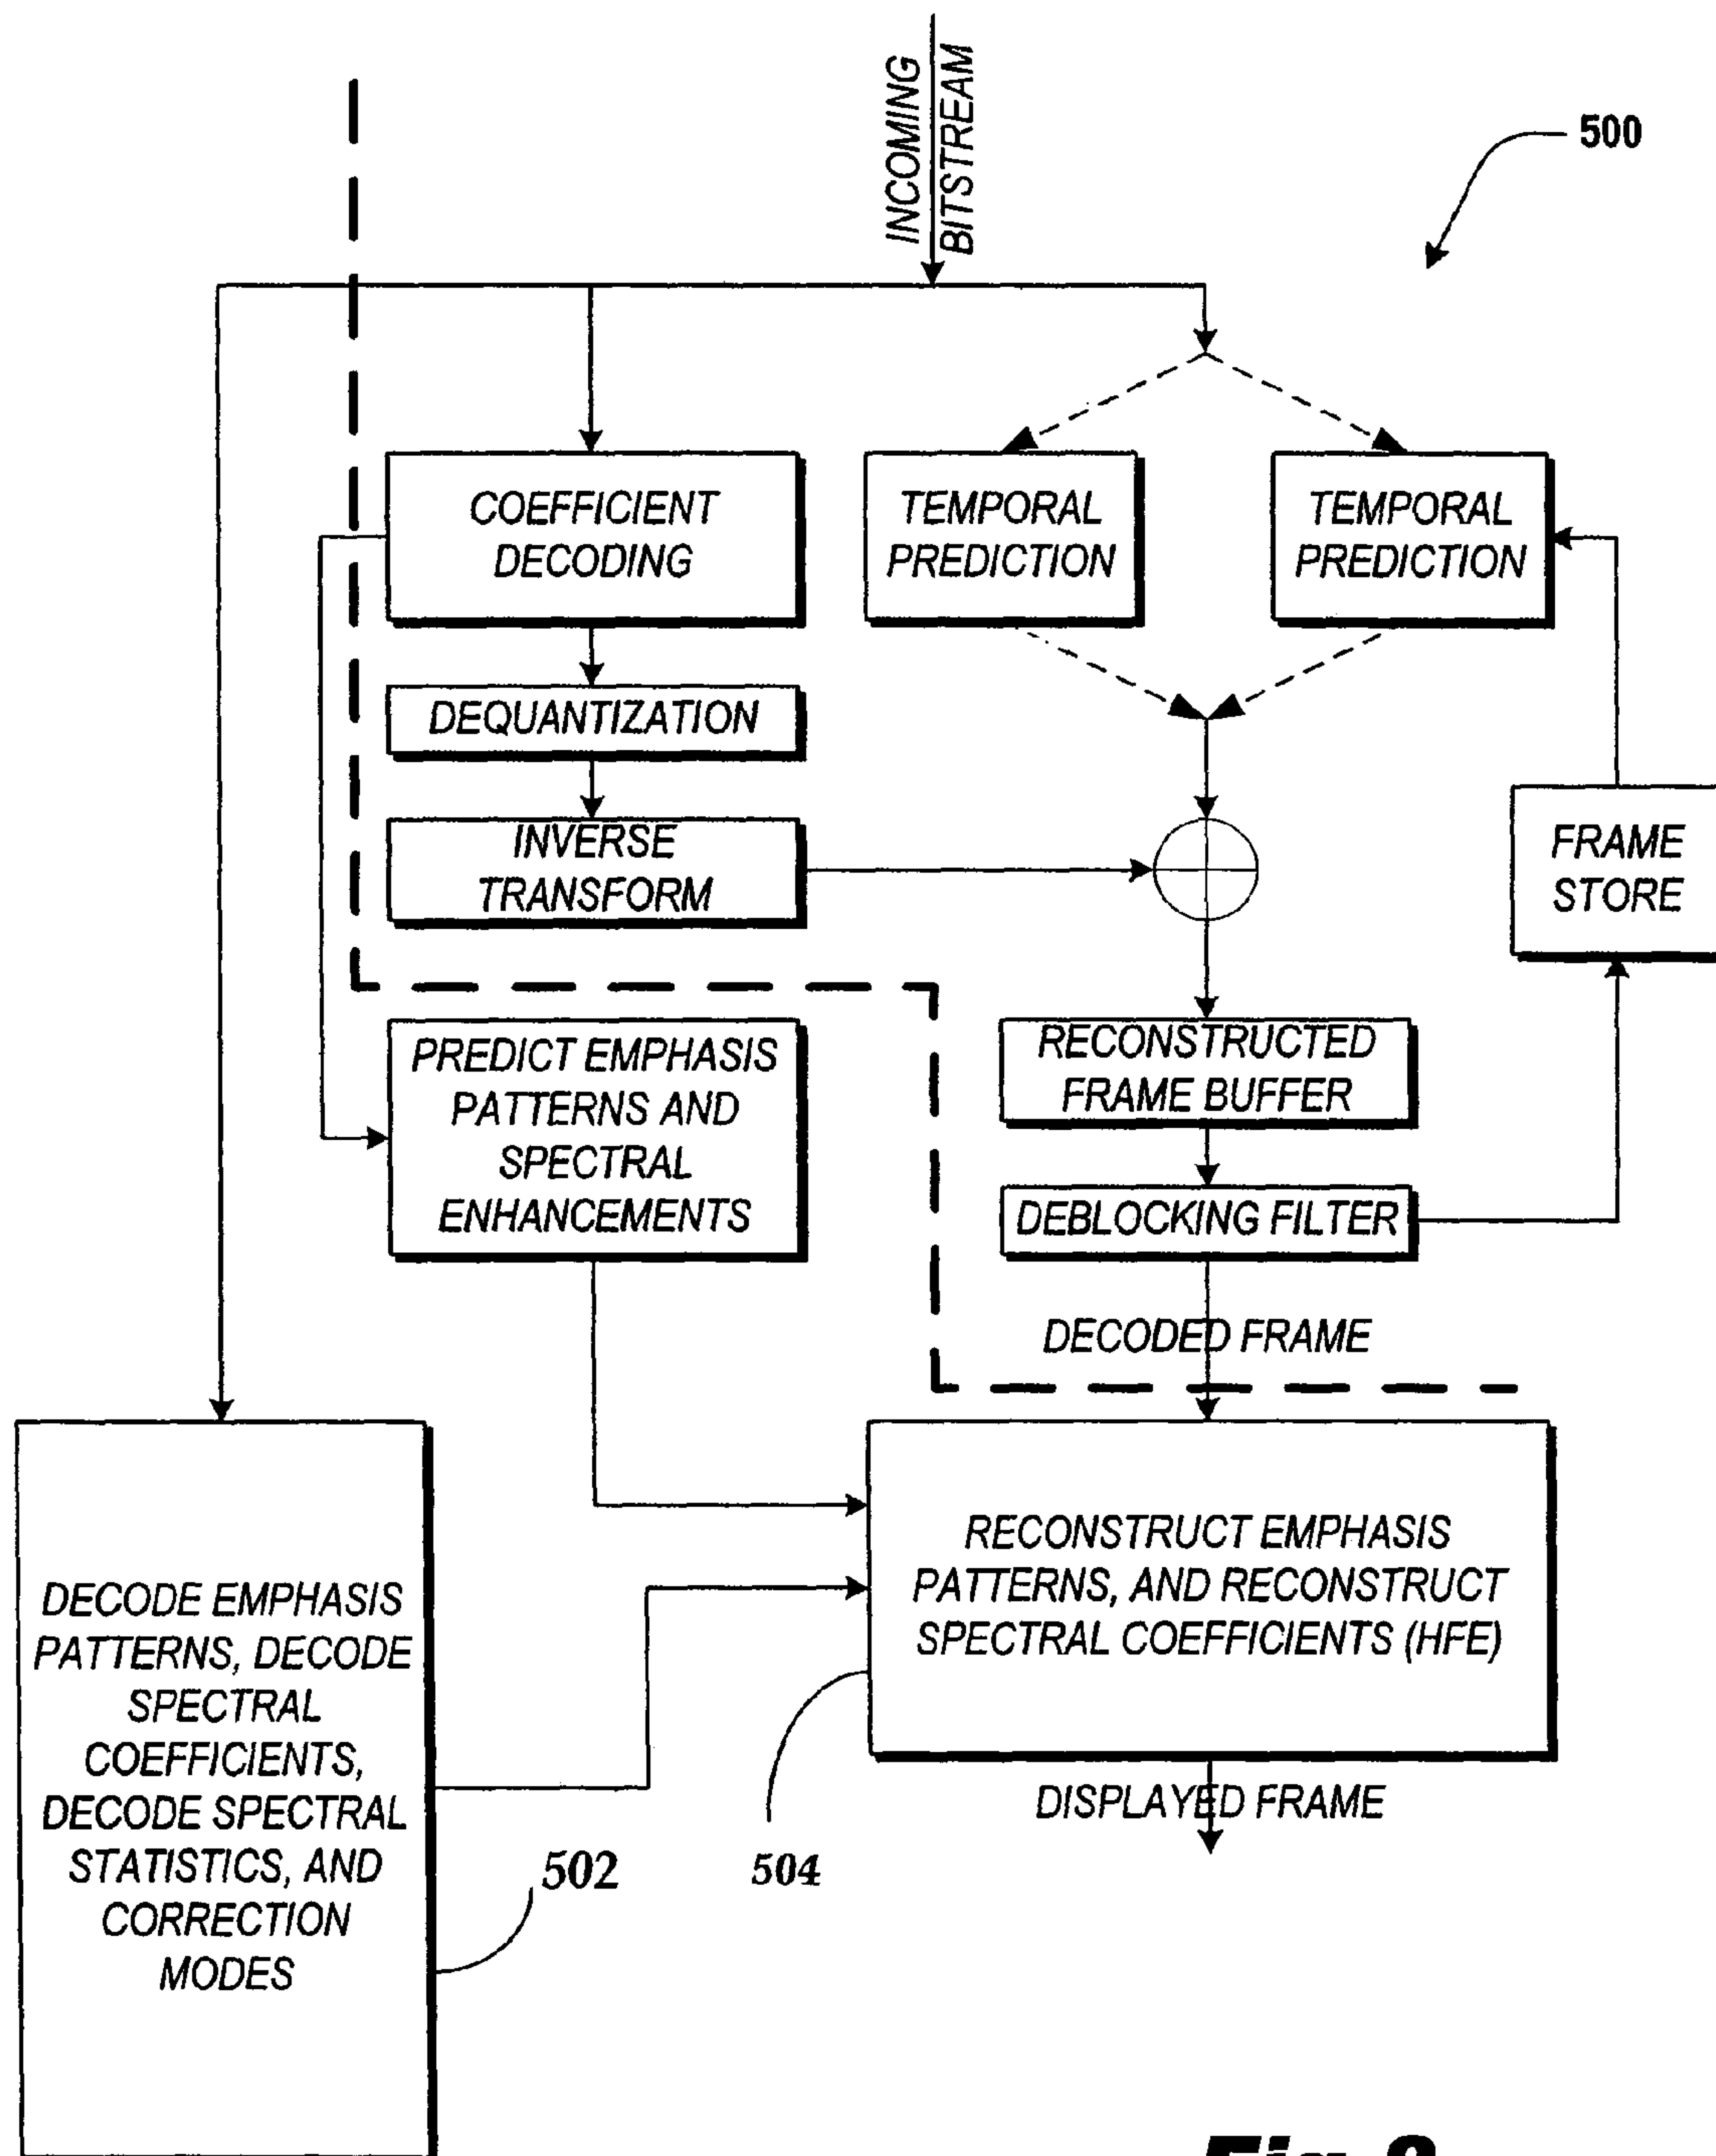 INCOMING
BITSTREAM
500
COEFFICIENT
DECODING
TEMPORAL
PREDICTION
TEMPORAL
PREDICTION
DEQUANTIZATION
INVERSE
TRANSFORM
FRAME
STORE
PREDICT EMPHASIS
PATTERNS AND
SPECTRAL
ENHANCEMENTS
RECONSTRUCTED
FRAME BUFFER
DEBLOCKING FILTER
DECODED FRAME
DECODE EMPHASIS
PATTERNS, DECODE
SPECTRAL
COEFFICIENTS,
DECODE SPECTRAL
STATISTICS, AND
CORRECTION
MODES
RECONSTRUCT EMPHASIS
PATTERNS, AND RECONSTRUCT
SPECTRAL COEFFICIENTS (HFE)
DISPLAYED FRAME
502
504